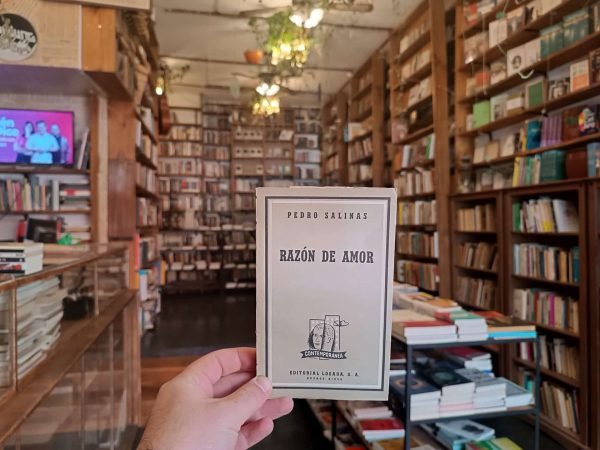 PEDRO SALINAS
RAZÓN DE AMOR
CONTEMPORÁNEA
EDITORIAL LOSADA, S. A.
BUENOS AIRES